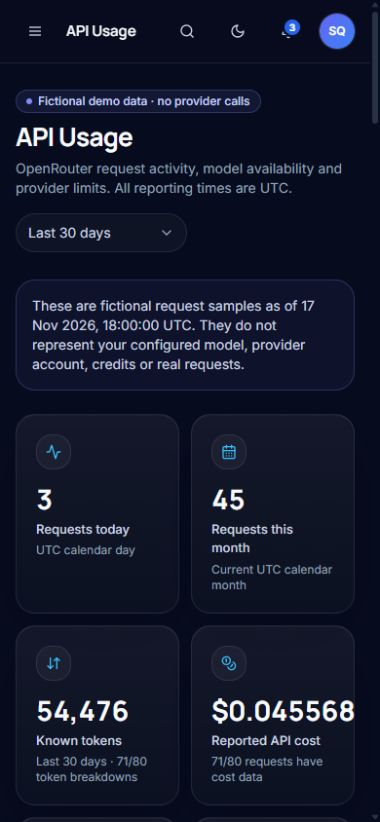 API Usage
3
SQ
Fictional demo data · no provider calls
API Usage
OpenRouter request activity, model availability and
provider limits. All reporting times are UTC.
Last 30 days
These are fictional request samples as of 17
Nov 2026, 18:00:00 UTC. They do not
represent your configured model, provider
account, credits or real requests.
3
Requests today
UTC calendar day
45
Requests this
month
Current UTC calendar
month
54,476
Known tokens
Last 30 days · 71/80
token breakdowns
$0.045568
Reported API cost
71/80 requests have
cost data